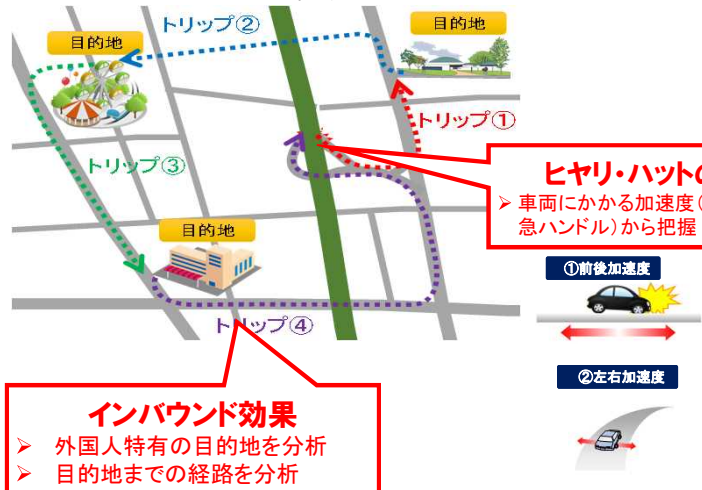 トリップ②
目的地
目的地
トリップ①
トリップ③
ヒヤリ・ハットの
➢ 車両にかかる加速度(
急ハンドル)から把握
目的地
①前後加速度
トリップ④
②左右加速度
インバウンド効果
➢ 外国人特有の目的地を分析
➢ 目的地までの経路を分析